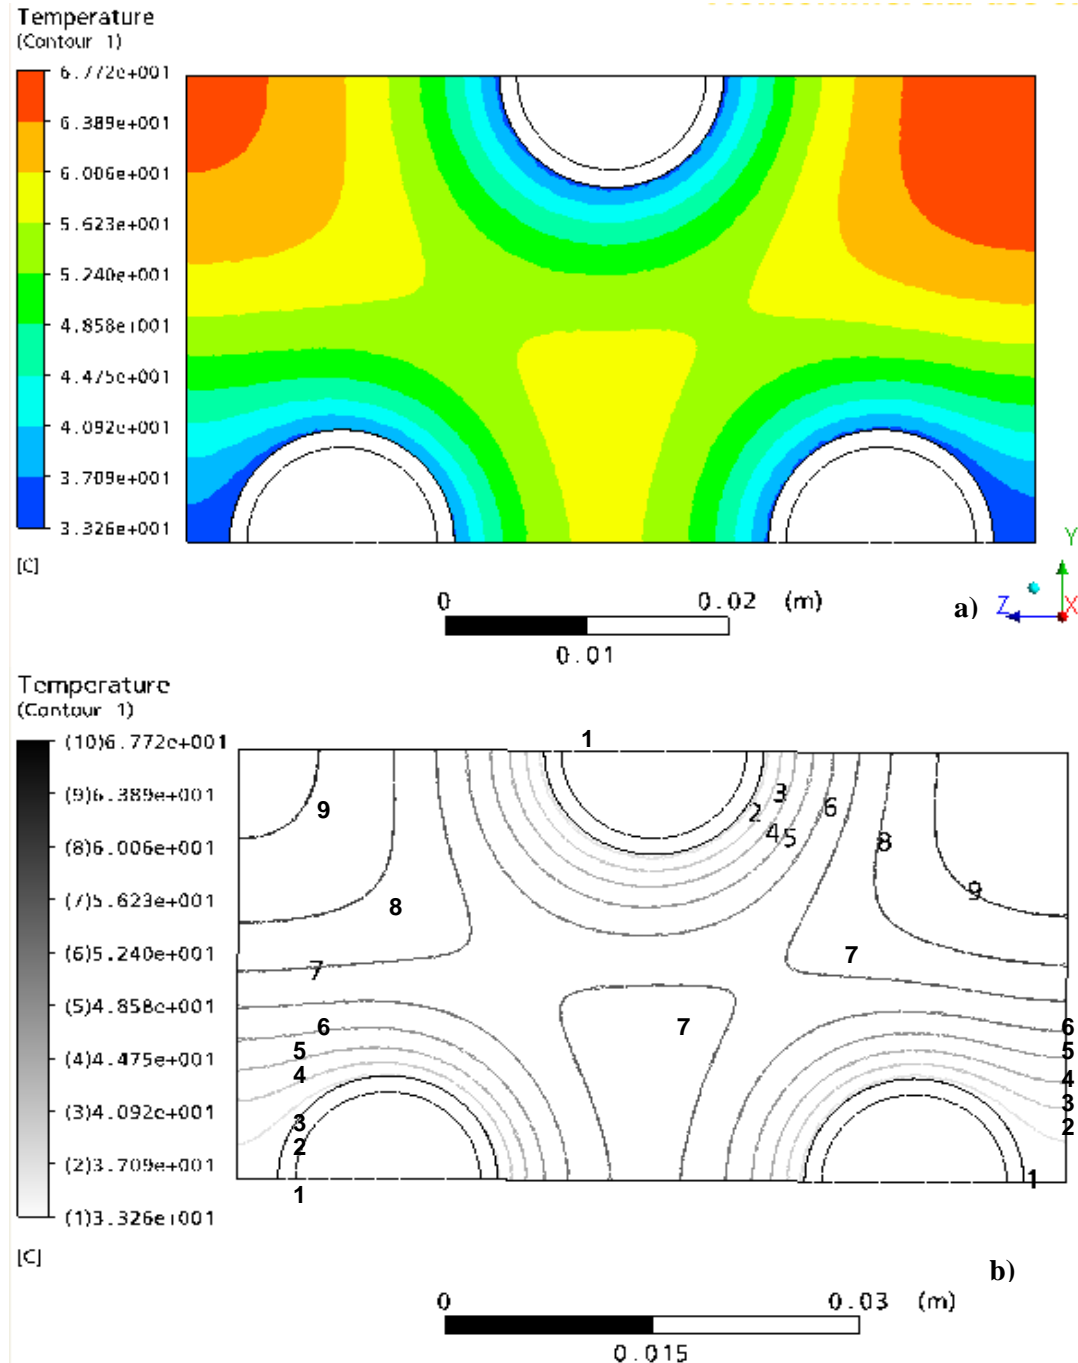 Temperature
(Contour 1)
6.772e+001
6.389e+001
6.006e+001
5.623e+001
5.240e+001
4.858e+001
4.475e+001
4.092e+001
3.709e+001
3.326e+001
[C]
0 0.02 (m)
0.01
a)
Y
Z X
Temperature
(Contour 1)
(10)6.772e+001
(9)6.389e+001
(8)6.006e+001
(7)5.623e+001
(6)5.240e+001
(5)4.858e+001
(4)4.475e+001
(3)4.092e+001
(2)3.709e+001
(1)3.326e+001
[C]
1
9 2 3 4 5 6 8 9
8
7 7
6 7 6
5 5
4 4
3 3
2 2
1 1
b)
0 0.03 (m)
0.015